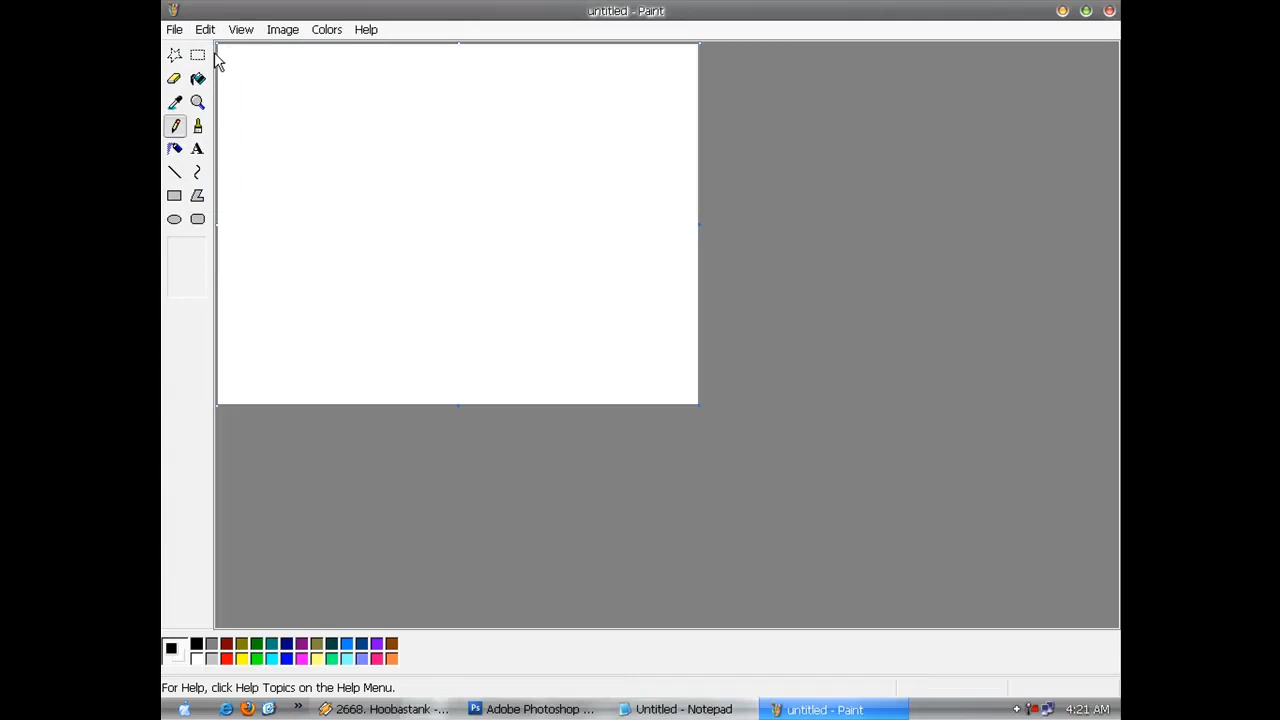 untitled - Paint
File Edit View Image Colors Help
A
For Help, click Help Topics on the Help Menu.
2668. Hoobastank -... Ps Adobe Photoshop ... Untitled - Notepad untitled - Paint 4:21 AM